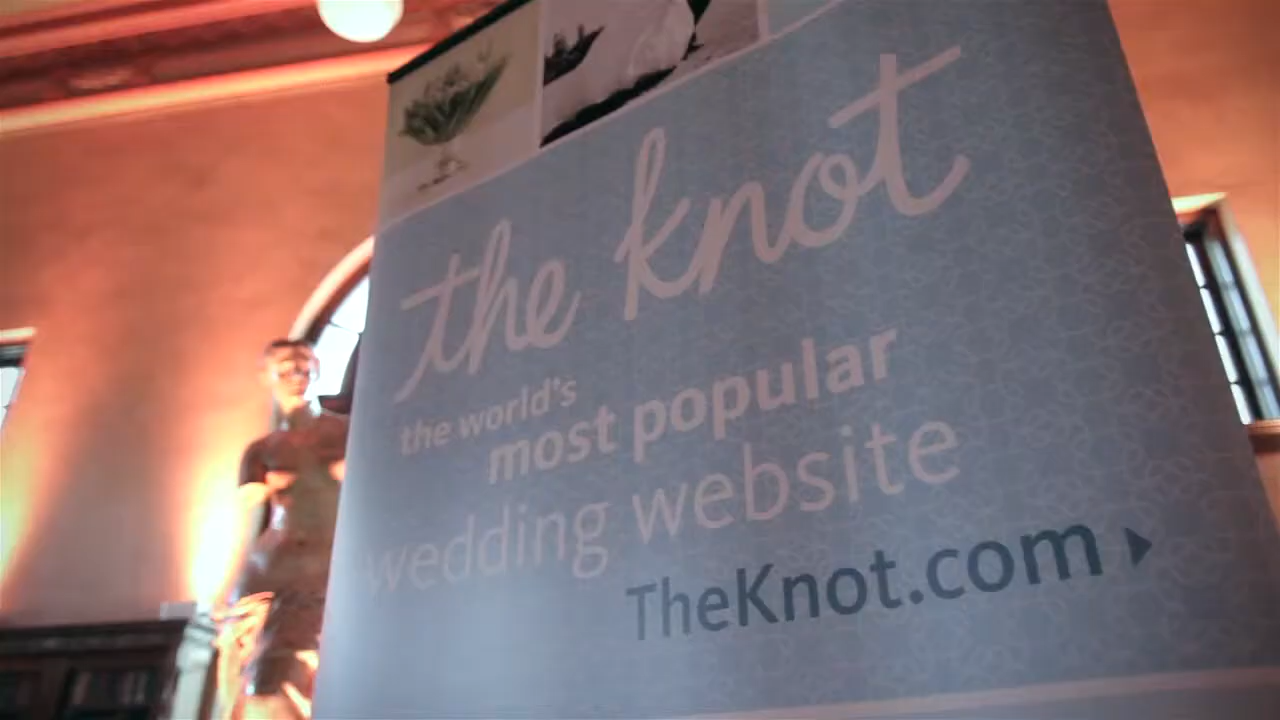 the knot
the world's
most popular
wedding website
TheKnot.com